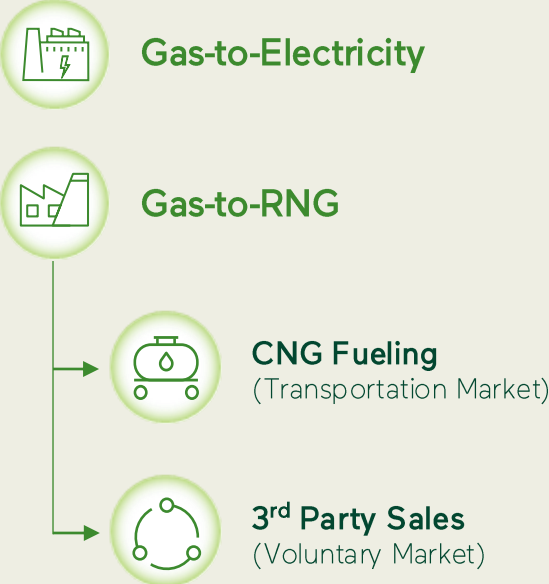 Gas-to-Electricity
Gas-to-RNG
CNG Fueling
(Transportation Market)
3rd Party Sales
(Voluntary Market)